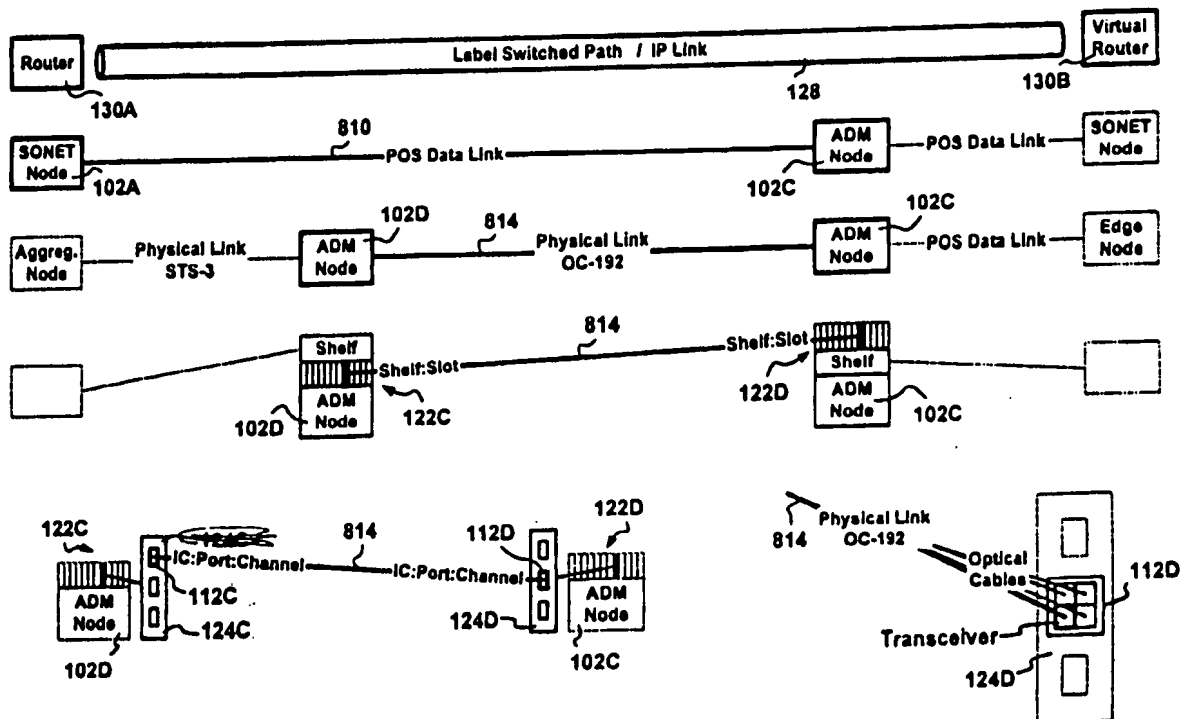 Router
Label Switched Path / IP Link
Virtual
Router
130A
128
130B
SONET
Node
102A
810
POS Data Link
ADM
Node
102C
POS Data Link
SONET
Node
Aggreg.
Node
Physical Link
STS-3
102D
ADM
Node
814
Physical Link
OC-192
102C
ADM
Node
POS Data Link
Edge
Node
Shelf
Shelf:Slot
ADM
Node
102D
122C
814
Shelf:Slot
122D
Shelf
ADM
Node
102C
122C
ADM
Node
102D
IC:Port:Channel
112C
124C
814
112D
IC:Port:Channel
124D
122D
ADM
Node
102C
814
Physical Link
OC-192
Optical
Cables
112D
Transceiver
124D